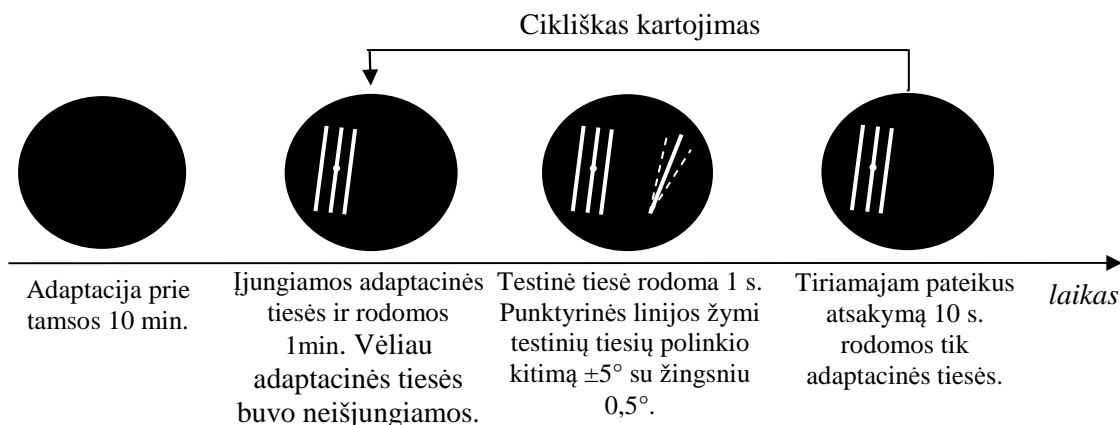 Cikliškas kartojimas
Adaptacija prie
tamsos 10 min.
Įjungiamos adaptacinės
tiesės ir rodomos
1min. Vėliau
adaptacinės tiesės
buvo neišjungiamos.
Testinė tiesė rodoma 1 s.
Punktyrinės linijos žymi
testinių tiesių polinkio
kitimą ±5° su žingsniu
0,5°.
Tiriamajam pateikus
atsakymą 10 s.
rodomos tik
adaptacinės tiesės.
laikas